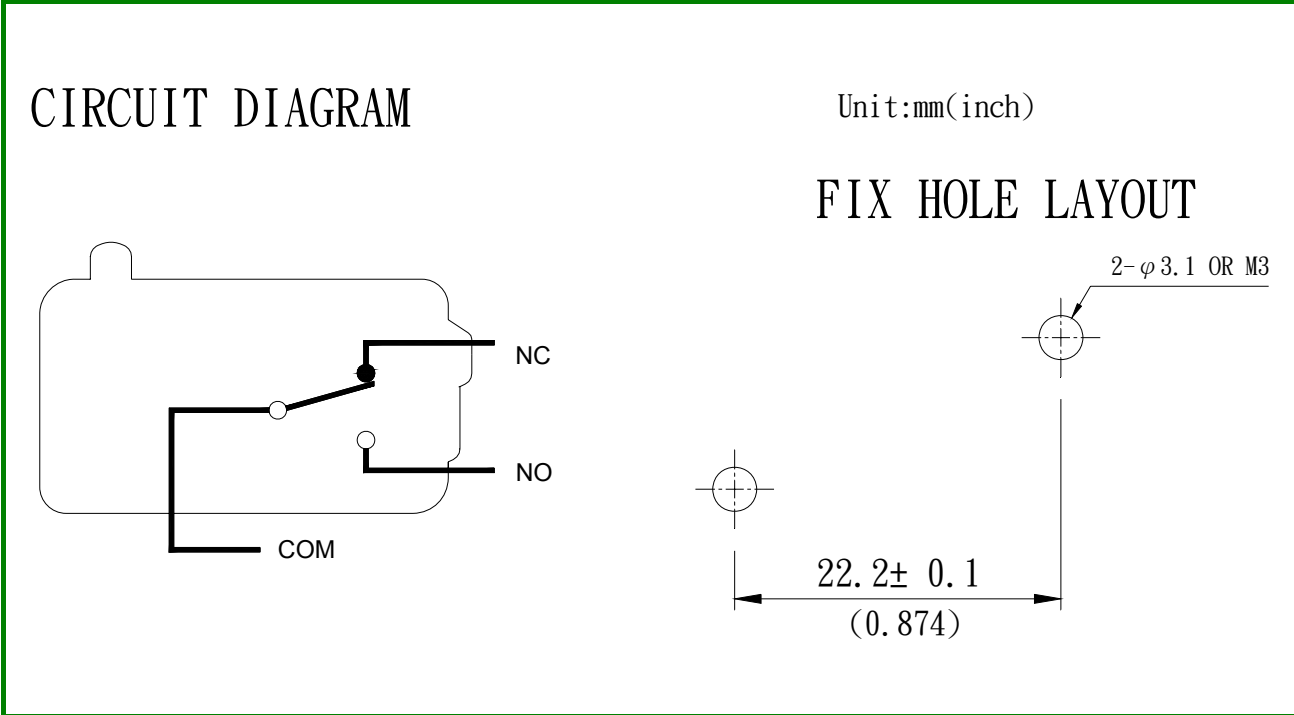 CIRCUIT DIAGRAM
Unit:mm(inch)
FIX HOLE LAYOUT
2-φ3.1 OR M3
NC
NO
COM
22.2± 0.1
(0.874)